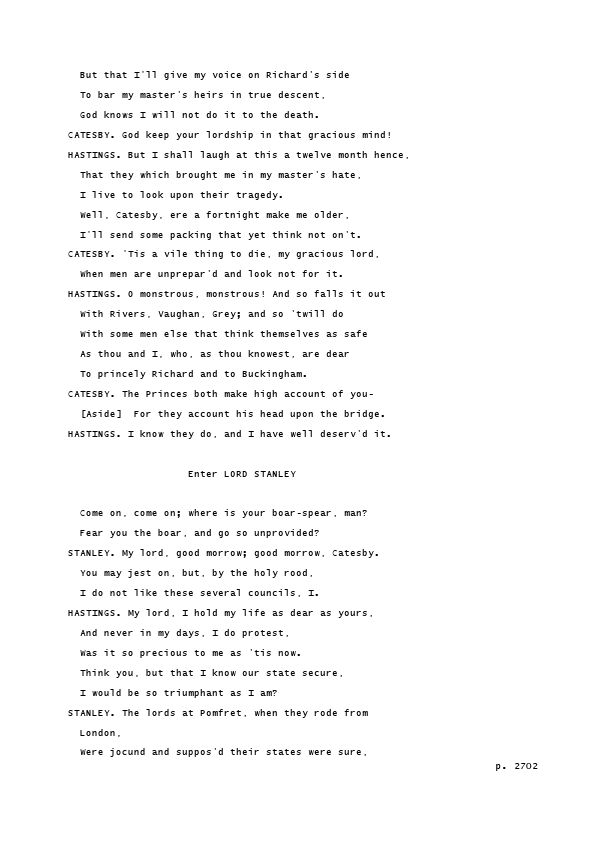 But that I'll give my voice on Richard's side
To bar my master's heirs in true descent,
God knows I will not do it to the death.
CATESBY. God keep your lordship in that gracious mind!
HASTINGS. But I shall laugh at this a twelve month hence,
That they which brought me in my master's hate,
I live to look upon their tragedy.
Well, Catesby, ere a fortnight make me older,
I'll send some packing that yet think not on't.
CATESBY. 'Tis a vile thing to die, my gracious lord,
When men are unprepar'd and look not for it.
HASTINGS. O monstrous, monstrous! And so falls it out
With Rivers, Vaughan, Grey; and so 'twill do
With some men else that think themselves as safe
As thou and I, who, as thou knowest, are dear
To princely Richard and to Buckingham.
CATESBY. The Princes both make high account of you-
[Aside]  For they account his head upon the bridge.
HASTINGS. I know they do, and I have well deserv'd it.
Enter LORD STANLEY
Come on, come on; where is your boar-spear, man?
Fear you the boar, and go so unprovided?
STANLEY. My lord, good morrow; good morrow, Catesby.
You may jest on, but, by the holy rood,
I do not like these several councils, I.
HASTINGS. My lord, I hold my life as dear as yours,
And never in my days, I do protest,
Was it so precious to me as 'tis now.
Think you, but that I know our state secure,
I would be so triumphant as I am?
STANLEY. The lords at Pomfret, when they rode from
London,
Were jocund and suppos'd their states were sure,
p. 2702